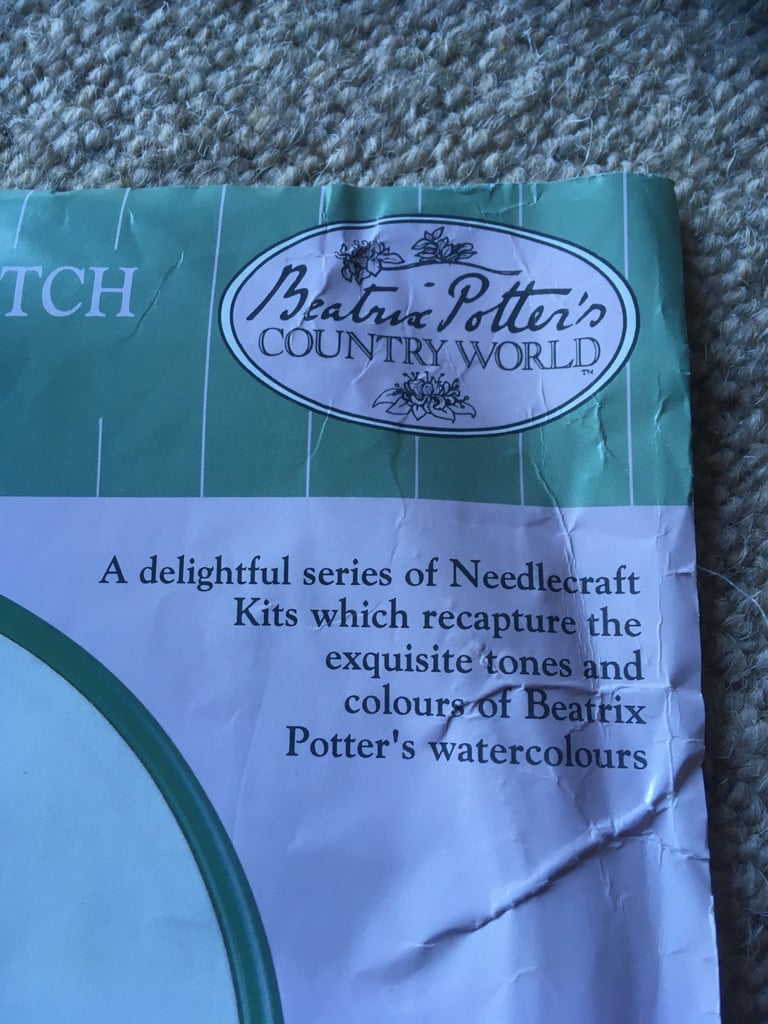 TCH
Beatrix Potter's
COUNTRY WORLD
™
A delightful series of Needlecraft
Kits which recapture the
exquisite tones and
colours of Beatrix
Potter's watercolours